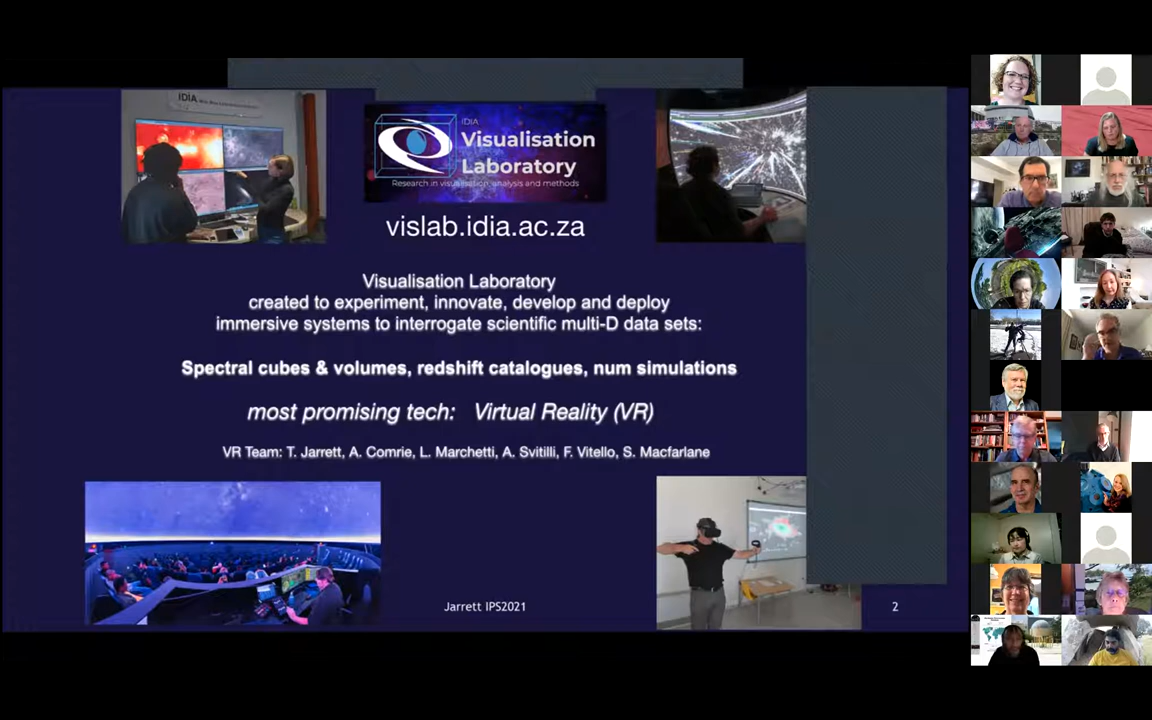 IDIA
IDIA
Visualisation
Laboratory
Research in visualisation, analysis and methods
vislab.idia.ac.za
Visualisation Laboratory
created to experiment, innovate, develop and deploy
immersive systems to interrogate scientific multi-D data sets:
Spectral cubes & volumes, redshift catalogues, num simulations
most promising tech: Virtual Reality (VR)
VR Team: T. Jarrett, A. Comrie, L. Marchetti, A. Svitilli, F. Vitello, S. Macfarlane
Jarrett IPS2021
2